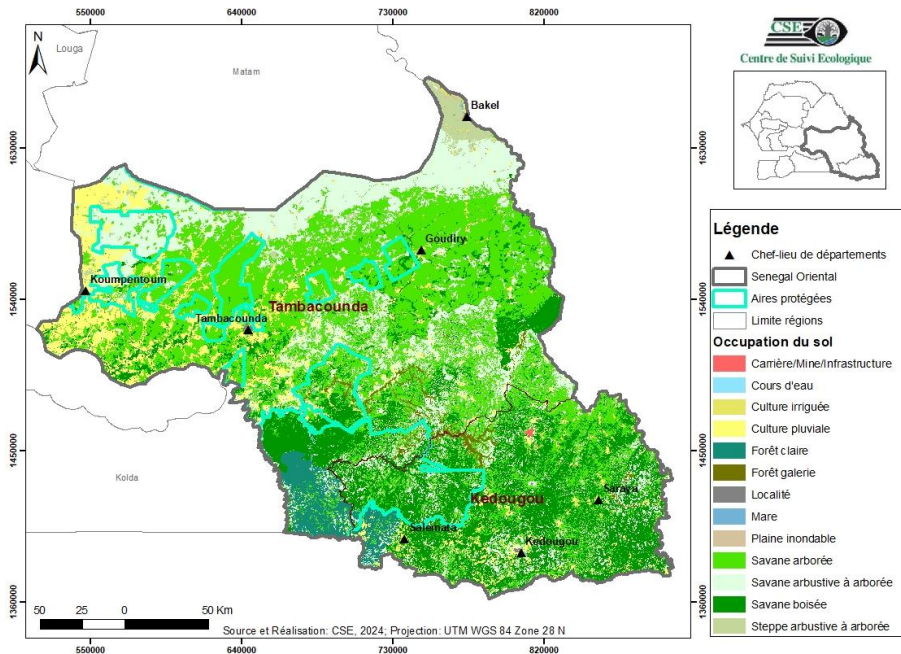 550000 640000 730000 820000
N
Louga
Matam
Bakel
1630000 1630000
Goudiry
Koumpentoum
1540000 Tambacounda 1540000
Tambacounda
1450000 1450000
Kolda
Kédougou
Saraya
Salemata
Kédougou
1360000 1360000
50 25 0 50 Km
Source et Réalisation: CSE, 2024; Projection: UTM WGS 84 Zone 28 N
550000 640000 730000 820000
CSE
Centre de Suivi Ecologique
Légende
Chef-lieu de départements
Senegal Oriental
Aires protégées
Limite régions
Occupation du sol
Carrière/Mine/Infrastructure
Cours d'eau
Culture irriguée
Culture pluviale
Forêt claire
Forêt galerie
Localité
Mare
Plaine inondable
Savane arborée
Savane arbustive à arborée
Savane boisée
Steppe arbustive à arborée